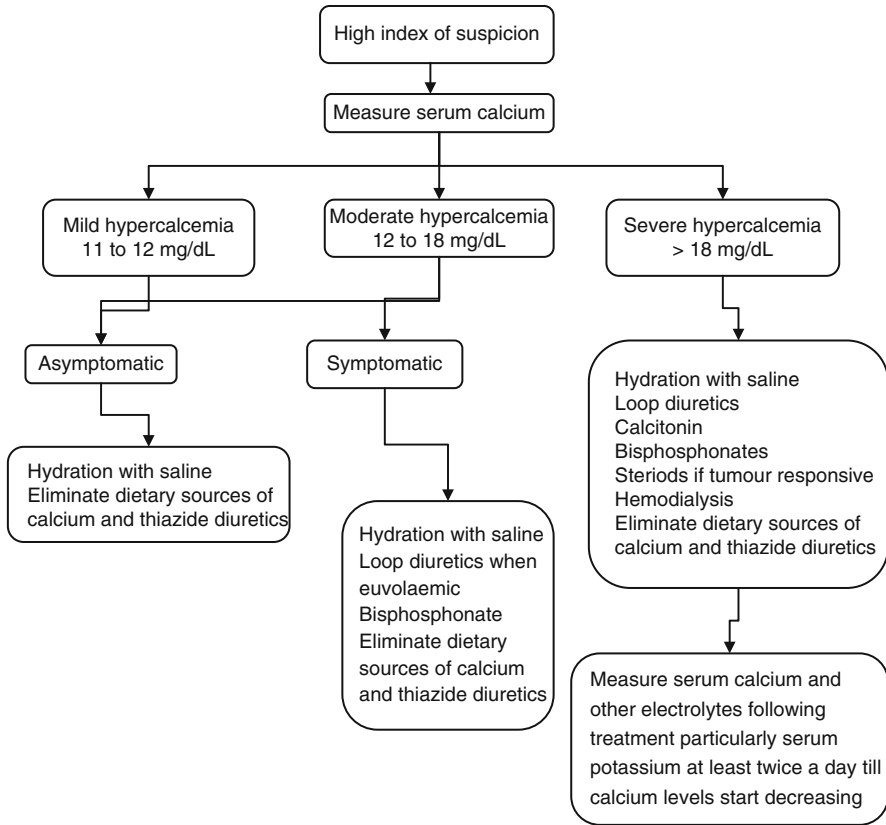 High index of suspicion
Measure serum calcium
Mild hypercalcemia
11 to 12 mg/dL
Moderate hypercalcemia
12 to 18 mg/dL
Severe hypercalcemia
> 18 mg/dL
Asymptomatic
Symptomatic
Hydration with saline
Eliminate dietary sources of
calcium and thiazide diuretics
Hydration with saline
Loop diuretics when
euvolaemic
Bisphosphonate
Eliminate dietary
sources of calcium
and thiazide diuretics
Hydration with saline
Loop diuretics
Calcitonin
Bisphosphonates
Steriods if tumour responsive
Hemodialysis
Eliminate dietary sources of
calcium and thiazide diuretics
Measure serum calcium and
other electrolytes following
treatment particularly serum
potassium at least twice a day till
calcium levels start decreasing